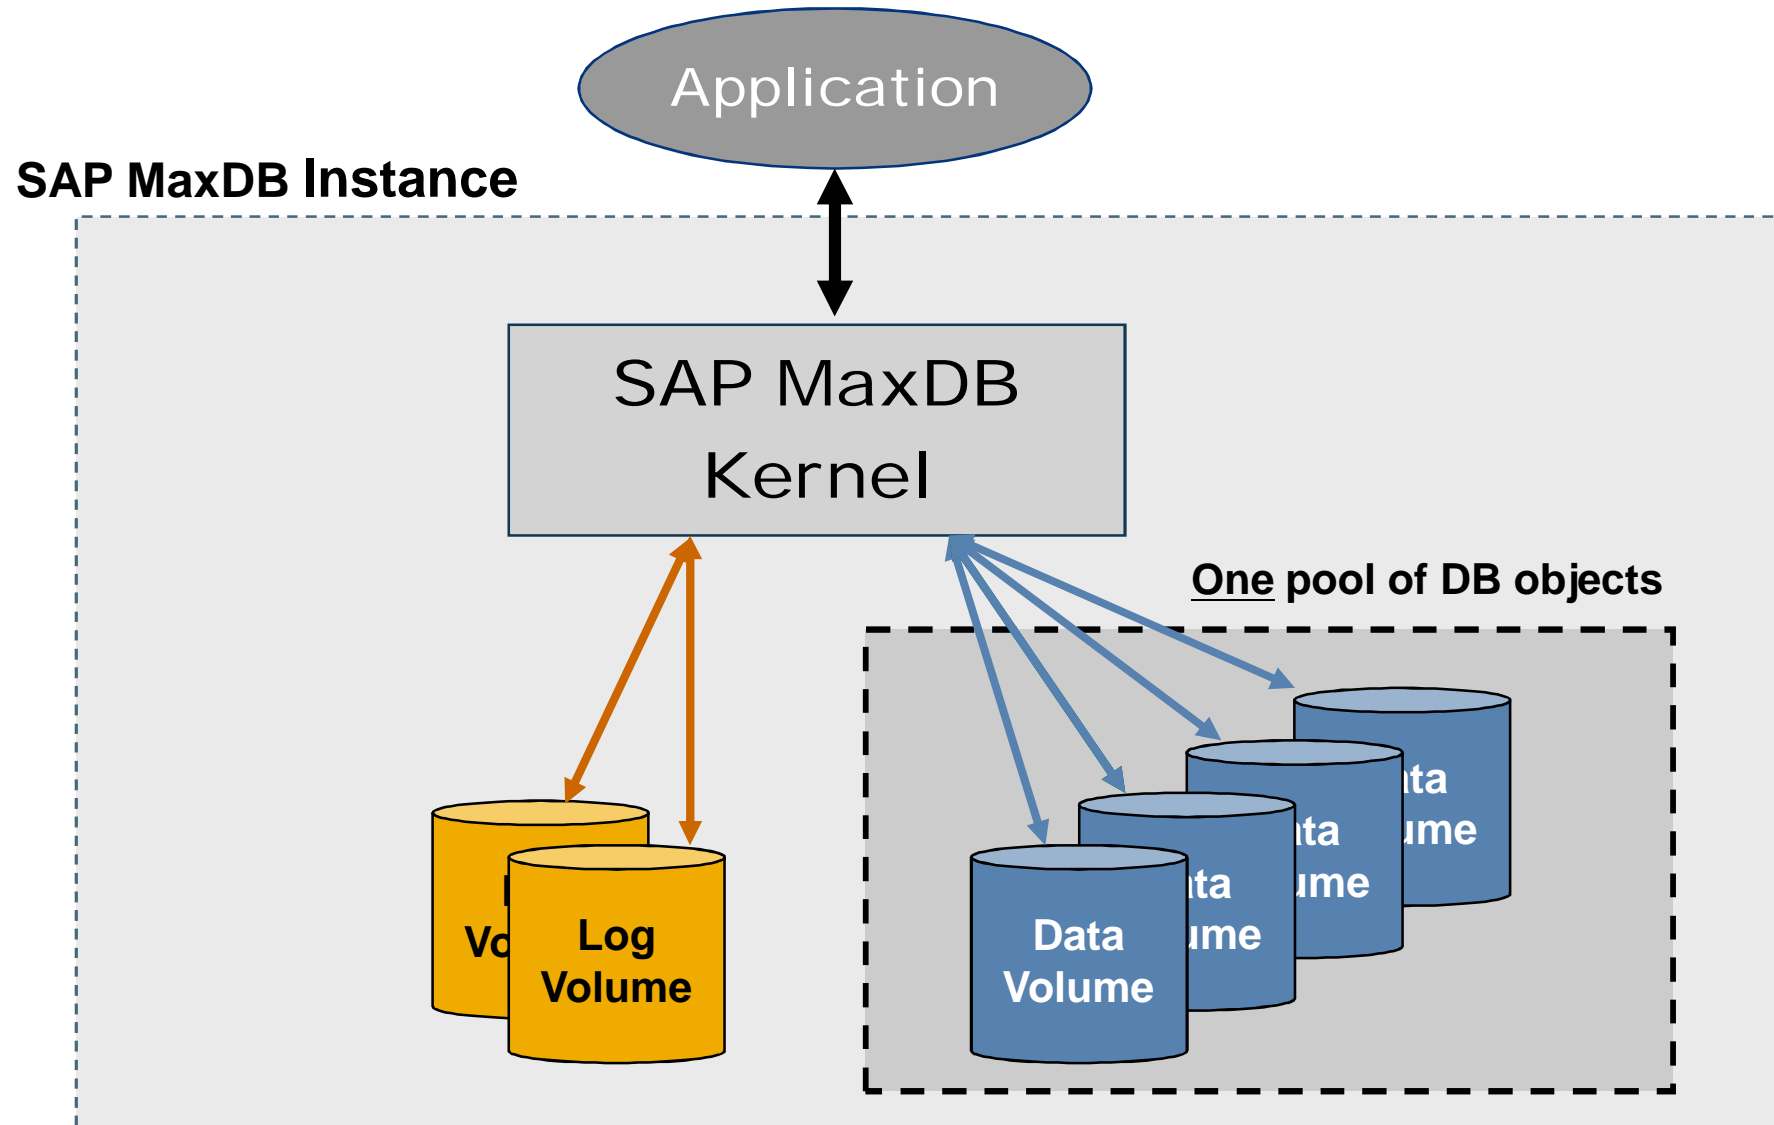 Application
SAP MaxDB Instance
SAP MaxDB
Kernel
One pool of DB objects
Log
Volume
Data
Volume